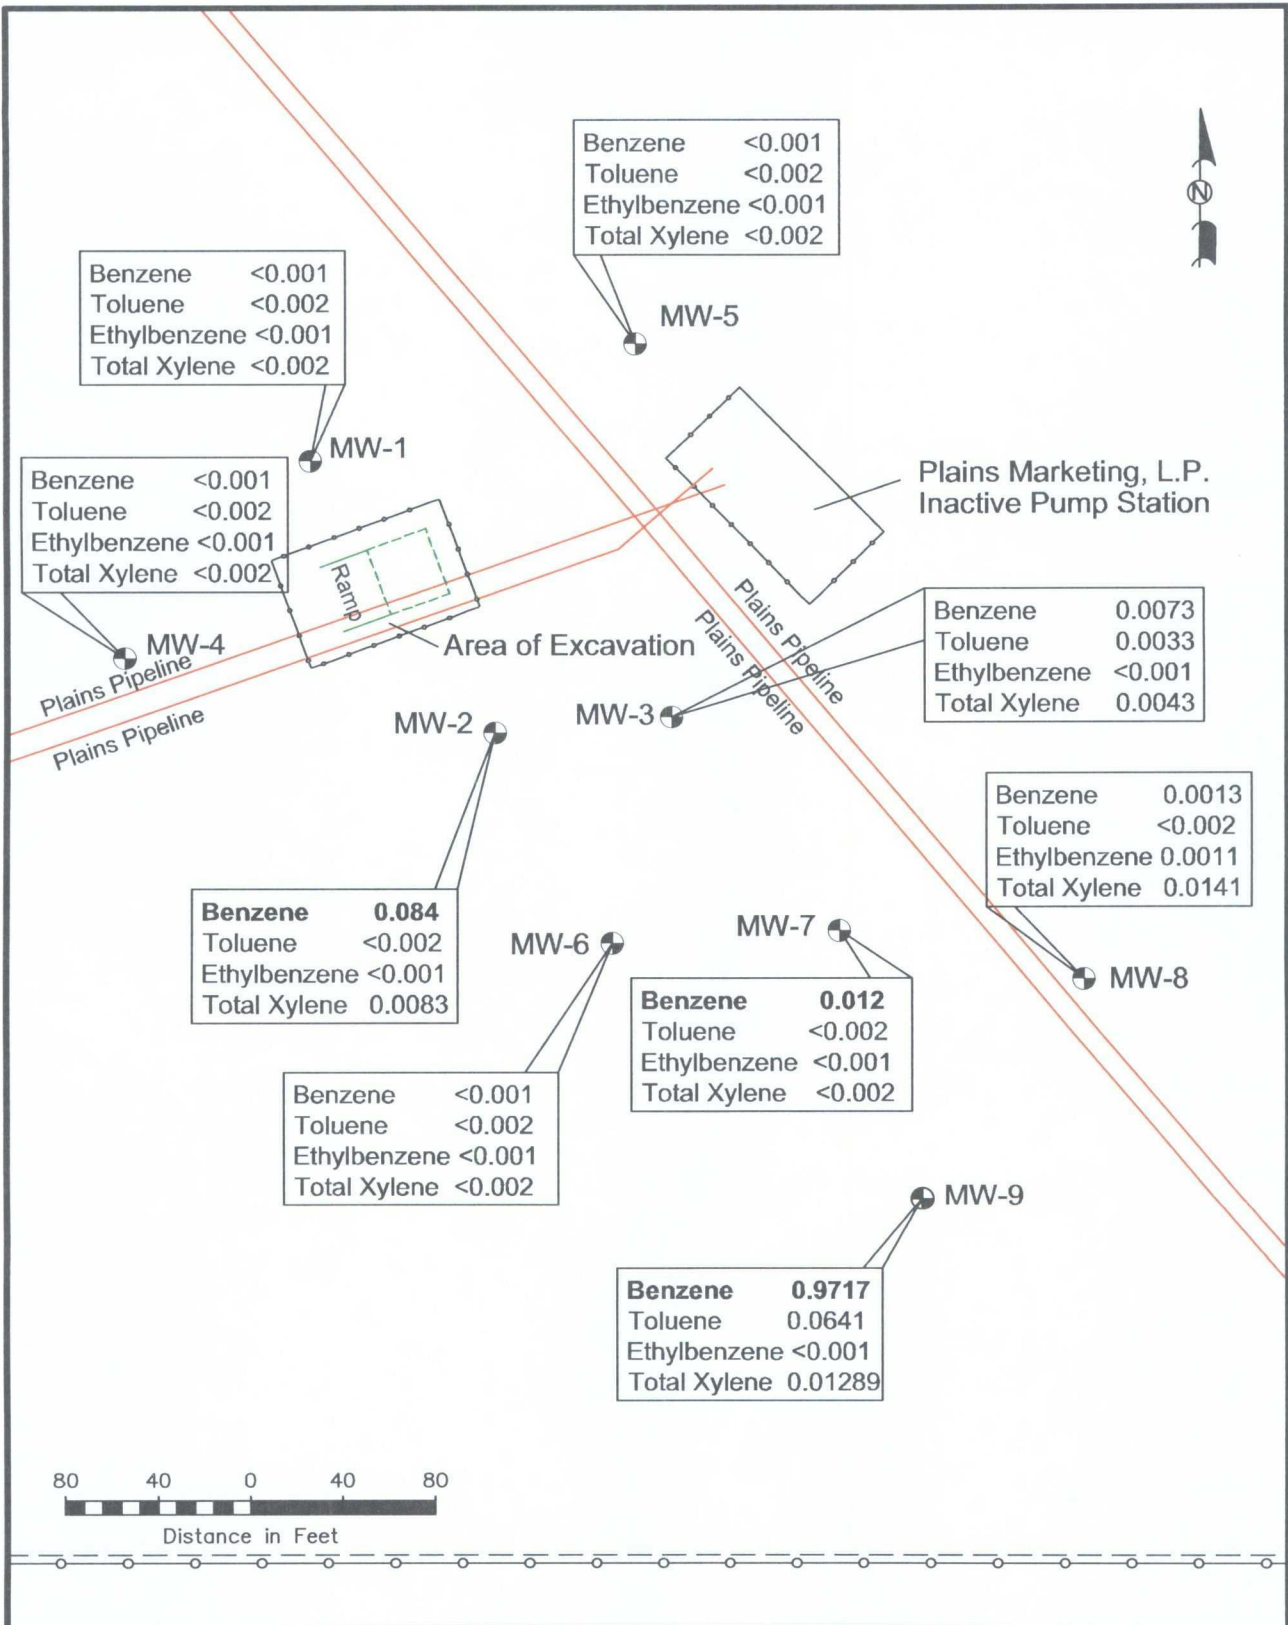 Benzene <0.001
Toluene <0.002
Ethylbenzene <0.001
Total Xylene <0.002
N
MW-5
Benzene <0.001
Toluene <0.002
Ethylbenzene <0.001
Total Xylene <0.002
MW-1
Benzene <0.001
Toluene <0.002
Ethylbenzene <0.001
Total Xylene <0.002
MW-4
Plains Marketing, L.P.
Inactive Pump Station
Ramp
Area of Excavation
Plains Pipeline
Plains Pipeline
Plains Pipeline
Plains Pipeline
Benzene 0.0073
Toluene 0.0033
Ethylbenzene <0.001
Total Xylene 0.0043
MW-2
MW-3
Benzene 0.0013
Toluene <0.002
Ethylbenzene 0.0011
Total Xylene 0.0141
MW-8
Benzene 0.084
Toluene <0.002
Ethylbenzene <0.001
Total Xylene 0.0083
MW-6
MW-7
Benzene 0.012
Toluene <0.002
Ethylbenzene <0.001
Total Xylene <0.002
Benzene <0.001
Toluene <0.002
Ethylbenzene <0.001
Total Xylene <0.002
MW-9
Benzene 0.9717
Toluene 0.0641
Ethylbenzene <0.001
Total Xylene 0.01289
80 40 0 40 80
Distance in Feet